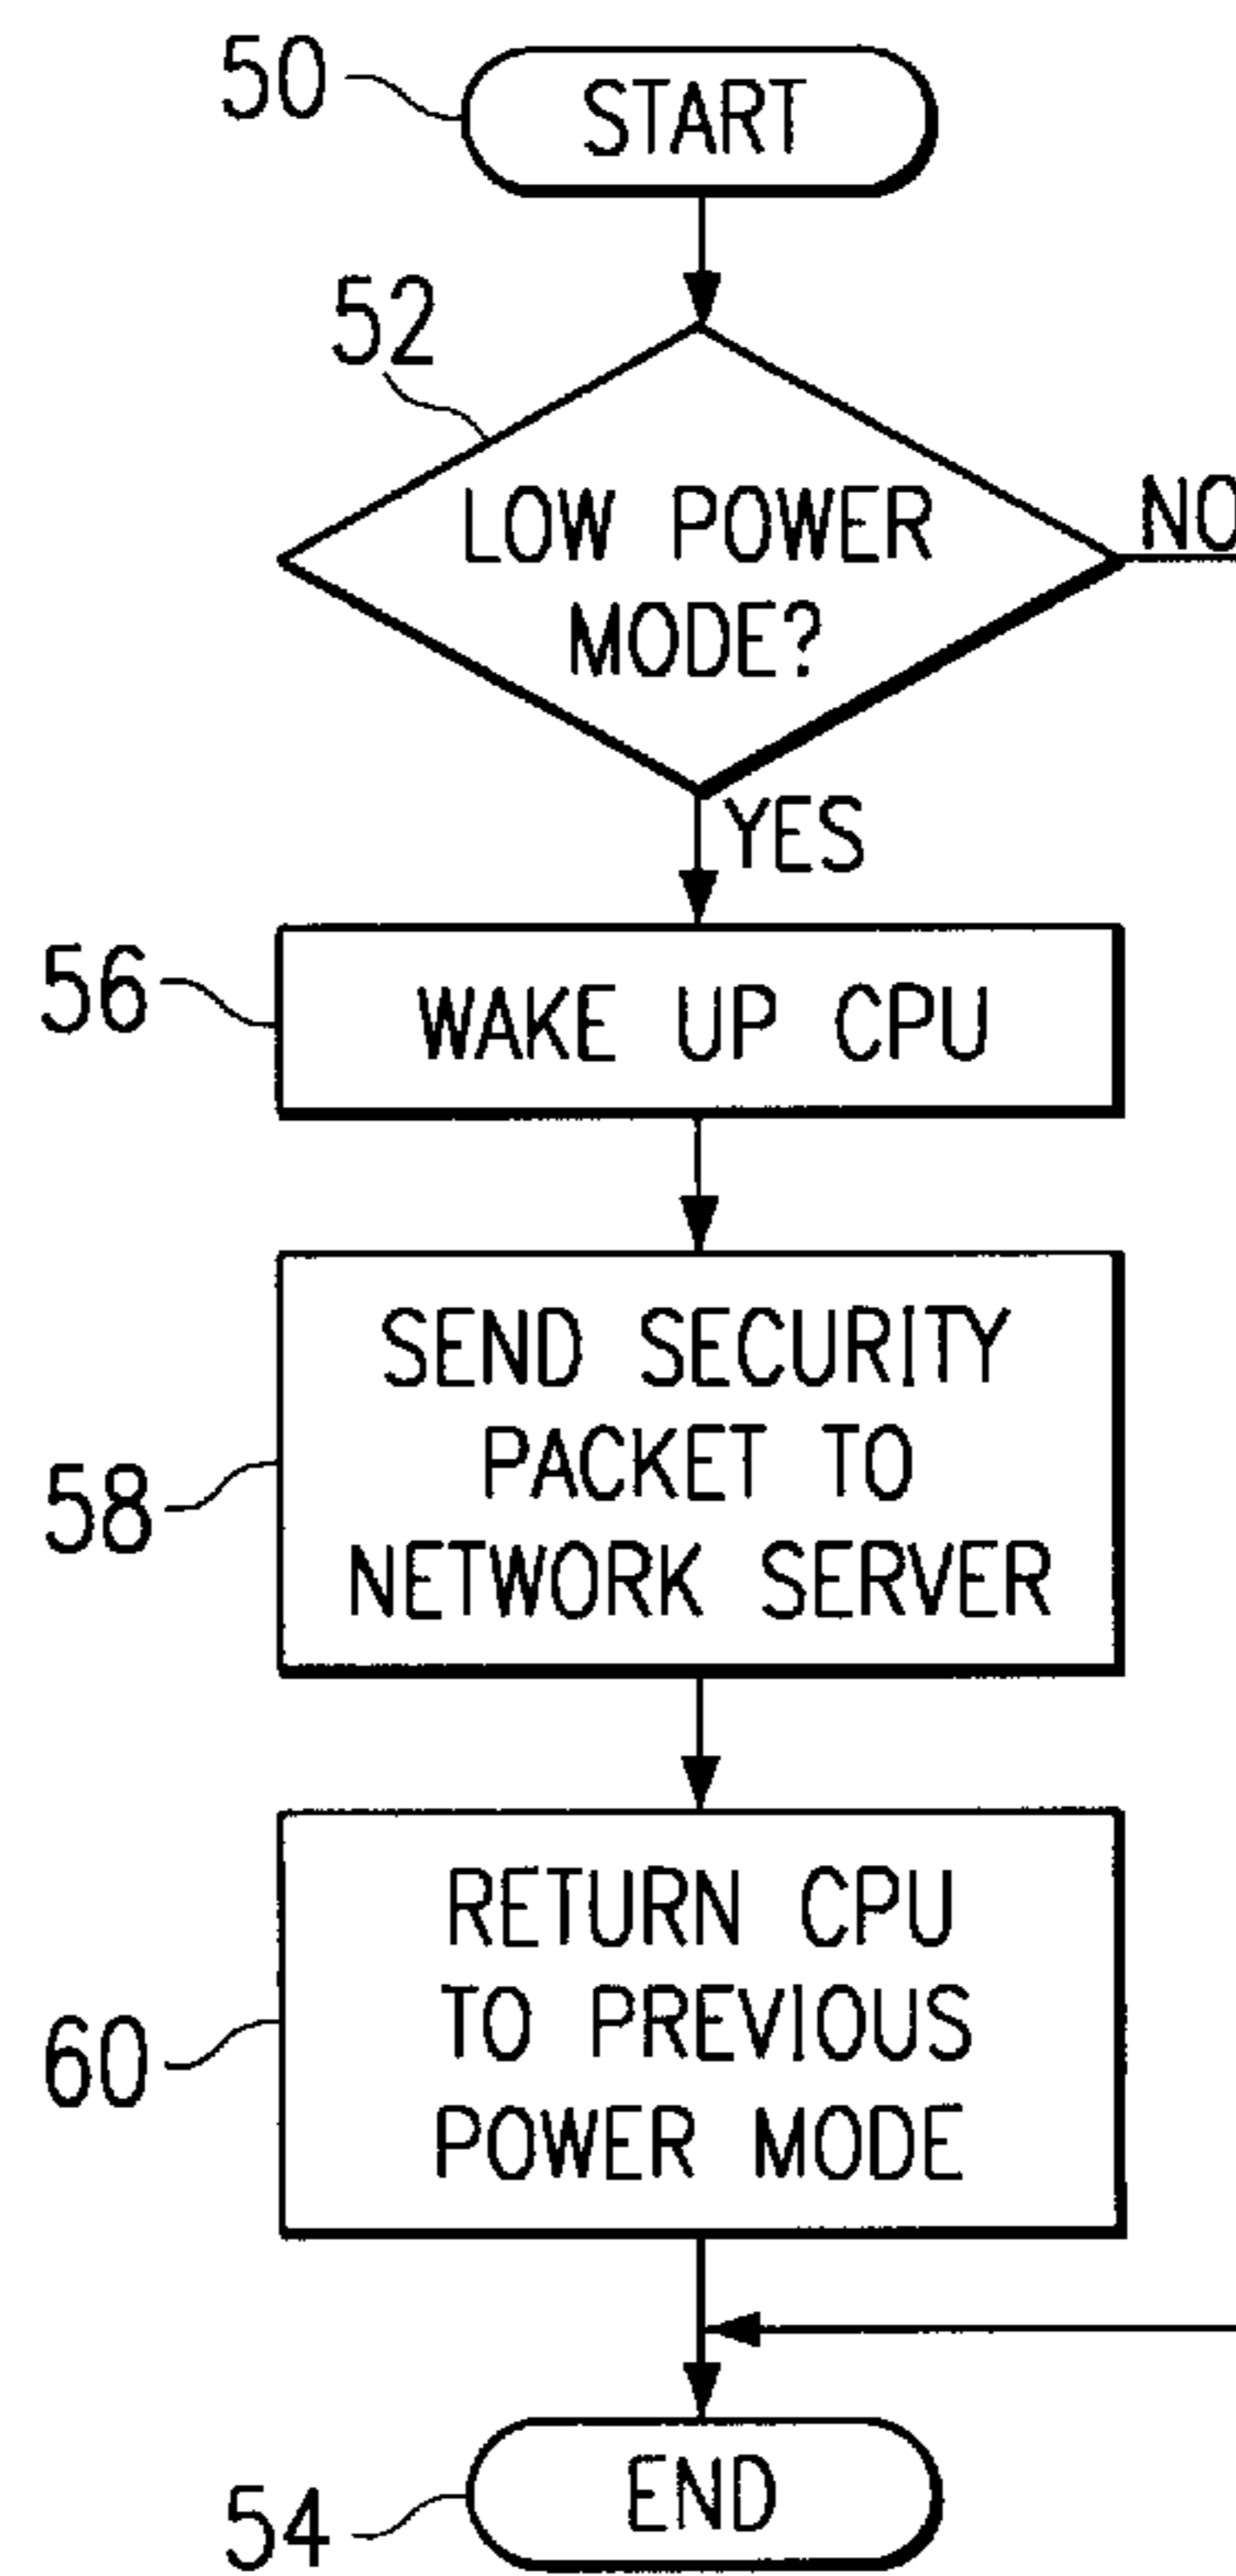 50
START
52
LOW POWER
MODE?
NO
YES
56
WAKE UP CPU
SEND SECURITY
PACKET TO
NETWORK SERVER
58
RETURN CPU
TO PREVIOUS
POWER MODE
60
END
54